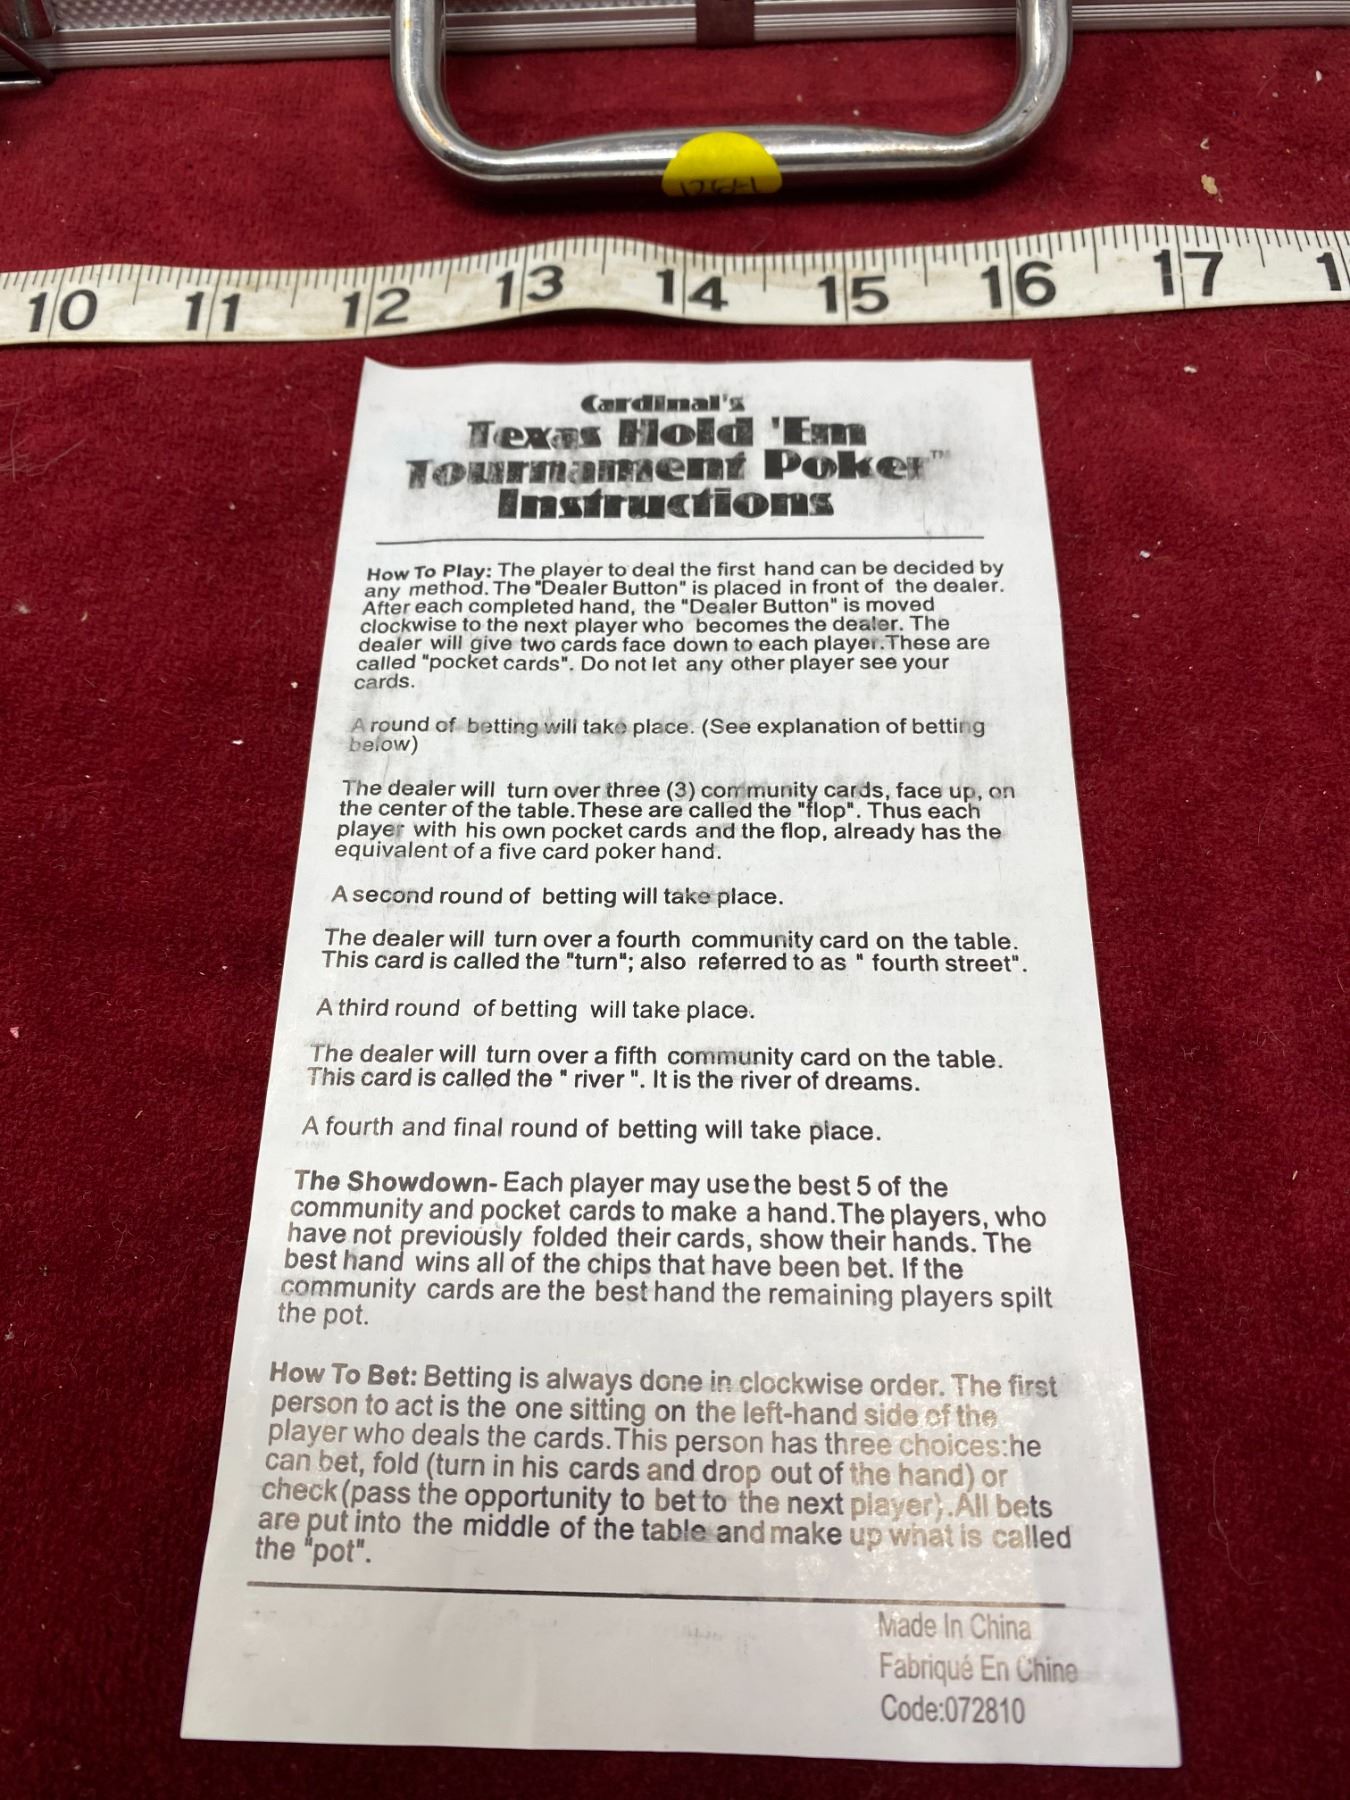 10 11 12 13 14 15 16 17
Cardinal's
Texas Hold 'Em
Tournament Poker™
Instructions
How To Play: The player to deal the first hand can be decided by
any method. The "Dealer Button" is placed in front of the dealer.
After each completed hand, the "Dealer Button" is moved
clockwise to the next player who becomes the dealer. The
dealer will give two cards face down to each player. These are
called "pocket cards". Do not let any other player see your
cards.
A round of betting will take place. (See explanation of betting
below)
The dealer will turn over three (3) community cards, face up, on
the center of the table. These are called the "flop". Thus each
player with his own pocket cards and the flop, already has the
equivalent of a five card poker hand.
A second round of betting will take place.
The dealer will turn over a fourth community card on the table.
This card is called the "turn"; also referred to as " fourth street".
A third round of betting will take place.
The dealer will turn over a fifth community card on the table.
This card is called the " river ". It is the river of dreams.
A fourth and final round of betting will take place.
The Showdown- Each player may use the best 5 of the
community and pocket cards to make a hand. The players, who
have not previously folded their cards, show their hands. The
best hand wins all of the chips that have been bet. If the
community cards are the best hand the remaining players spilt
the pot.
How To Bet: Betting is always done in clockwise order. The first
person to act is the one sitting on the left-hand side of the
player who deals the cards. This person has three choices:he
can bet, fold (turn in his cards and drop out of the hand) or
check (pass the opportunity to bet to the next player). All bets
are put into the middle of the table and make up what is called
the "pot".
Made In China
Fabriqué En Chine
Code:072810